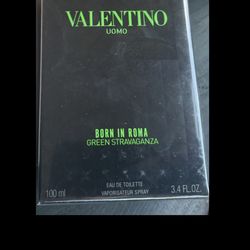 VALENTINO
UOMO
BORN IN ROMA
GREEN STRAVAGANZA
EAU DE TOILETTE
VAPORISATEUR SPRAY
100 ml
3.4 FL.OZ.